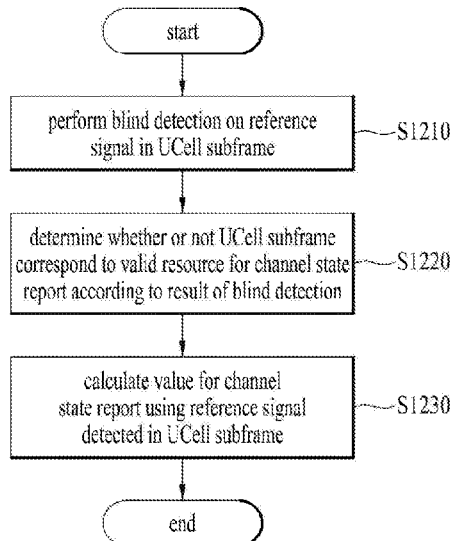 start
perform blind detection on reference
signal in UCell subframe
S1210
determine whether or not UCell subframe
correspond to valid resource for channel state
report according to result of blind detection
S1220
calculate value for channel
state report using reference signal
detected in UCell subframe
S1230
end